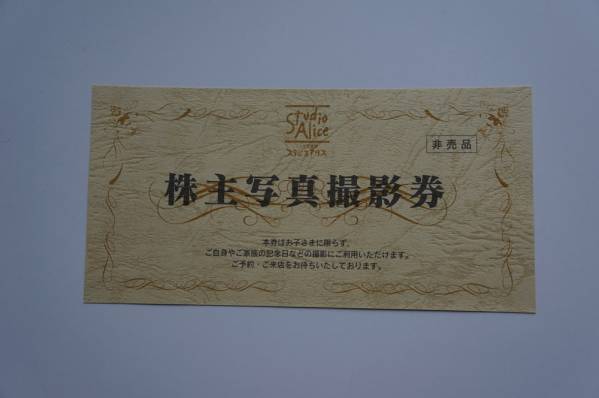 Studio
Alice
スタジオアリス
非売品
株主写真撮影券
本券はお子さまに限らず、
ご自身やご家族の記念日などの撮影にご利用いただけます。
ご予約・ご来店をお待ちいたしております。